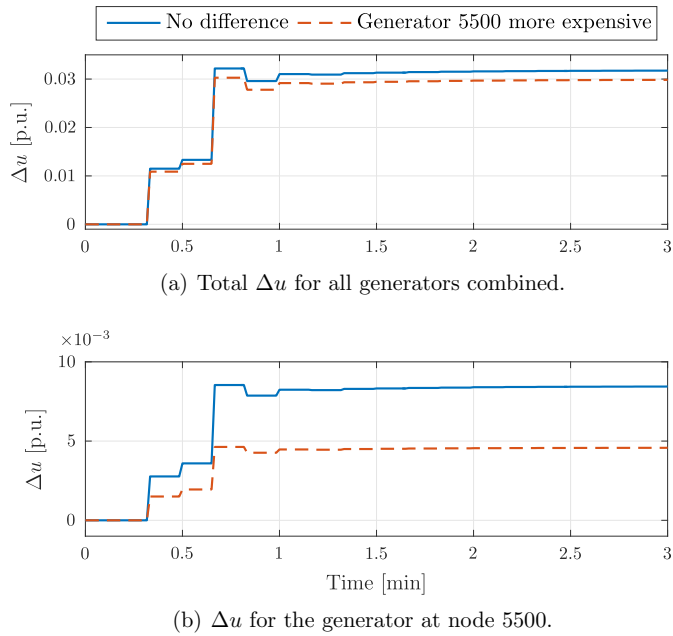 No difference Generator 5500 more expensive
0.03
0.02
0.01
0
Δu [p.u.]
0 0.5 1 1.5 2 2.5 3
(a) Total Δu for all generators combined.
×10⁻³
10
5
0
Δu [p.u.]
0 0.5 1 1.5 2 2.5 3
Time [min]
(b) Δu for the generator at node 5500.